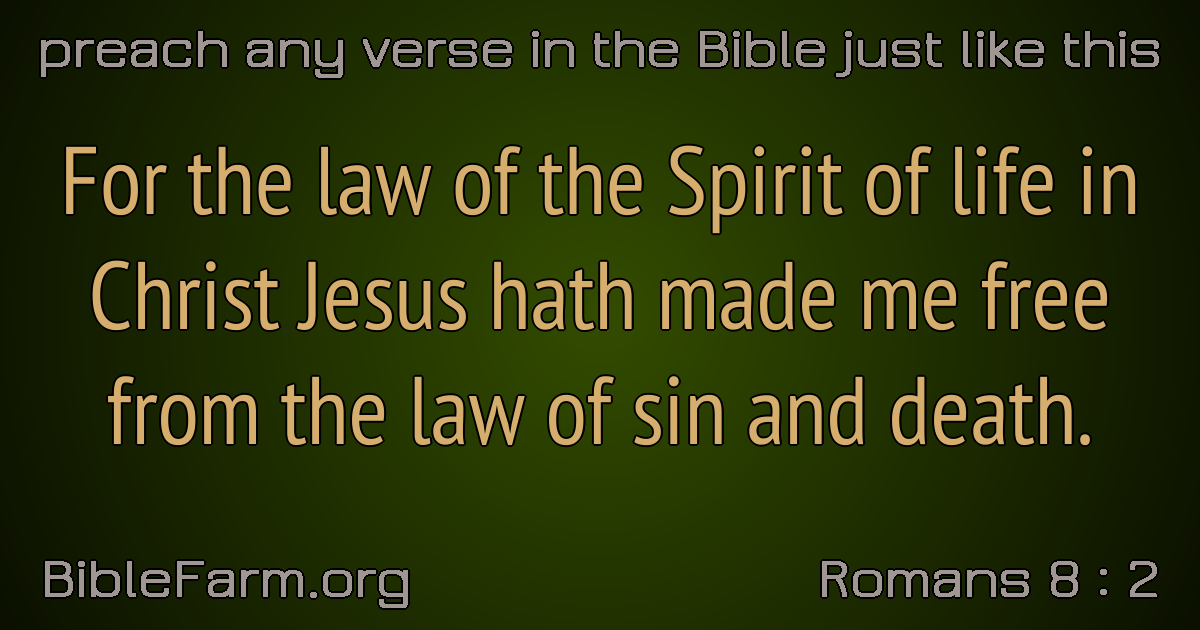 preach any verse in the Bible just like this
For the law of the Spirit of life in
Christ Jesus hath made me free
from the law of sin and death.
BibleFarm.org
Romans 8 : 2